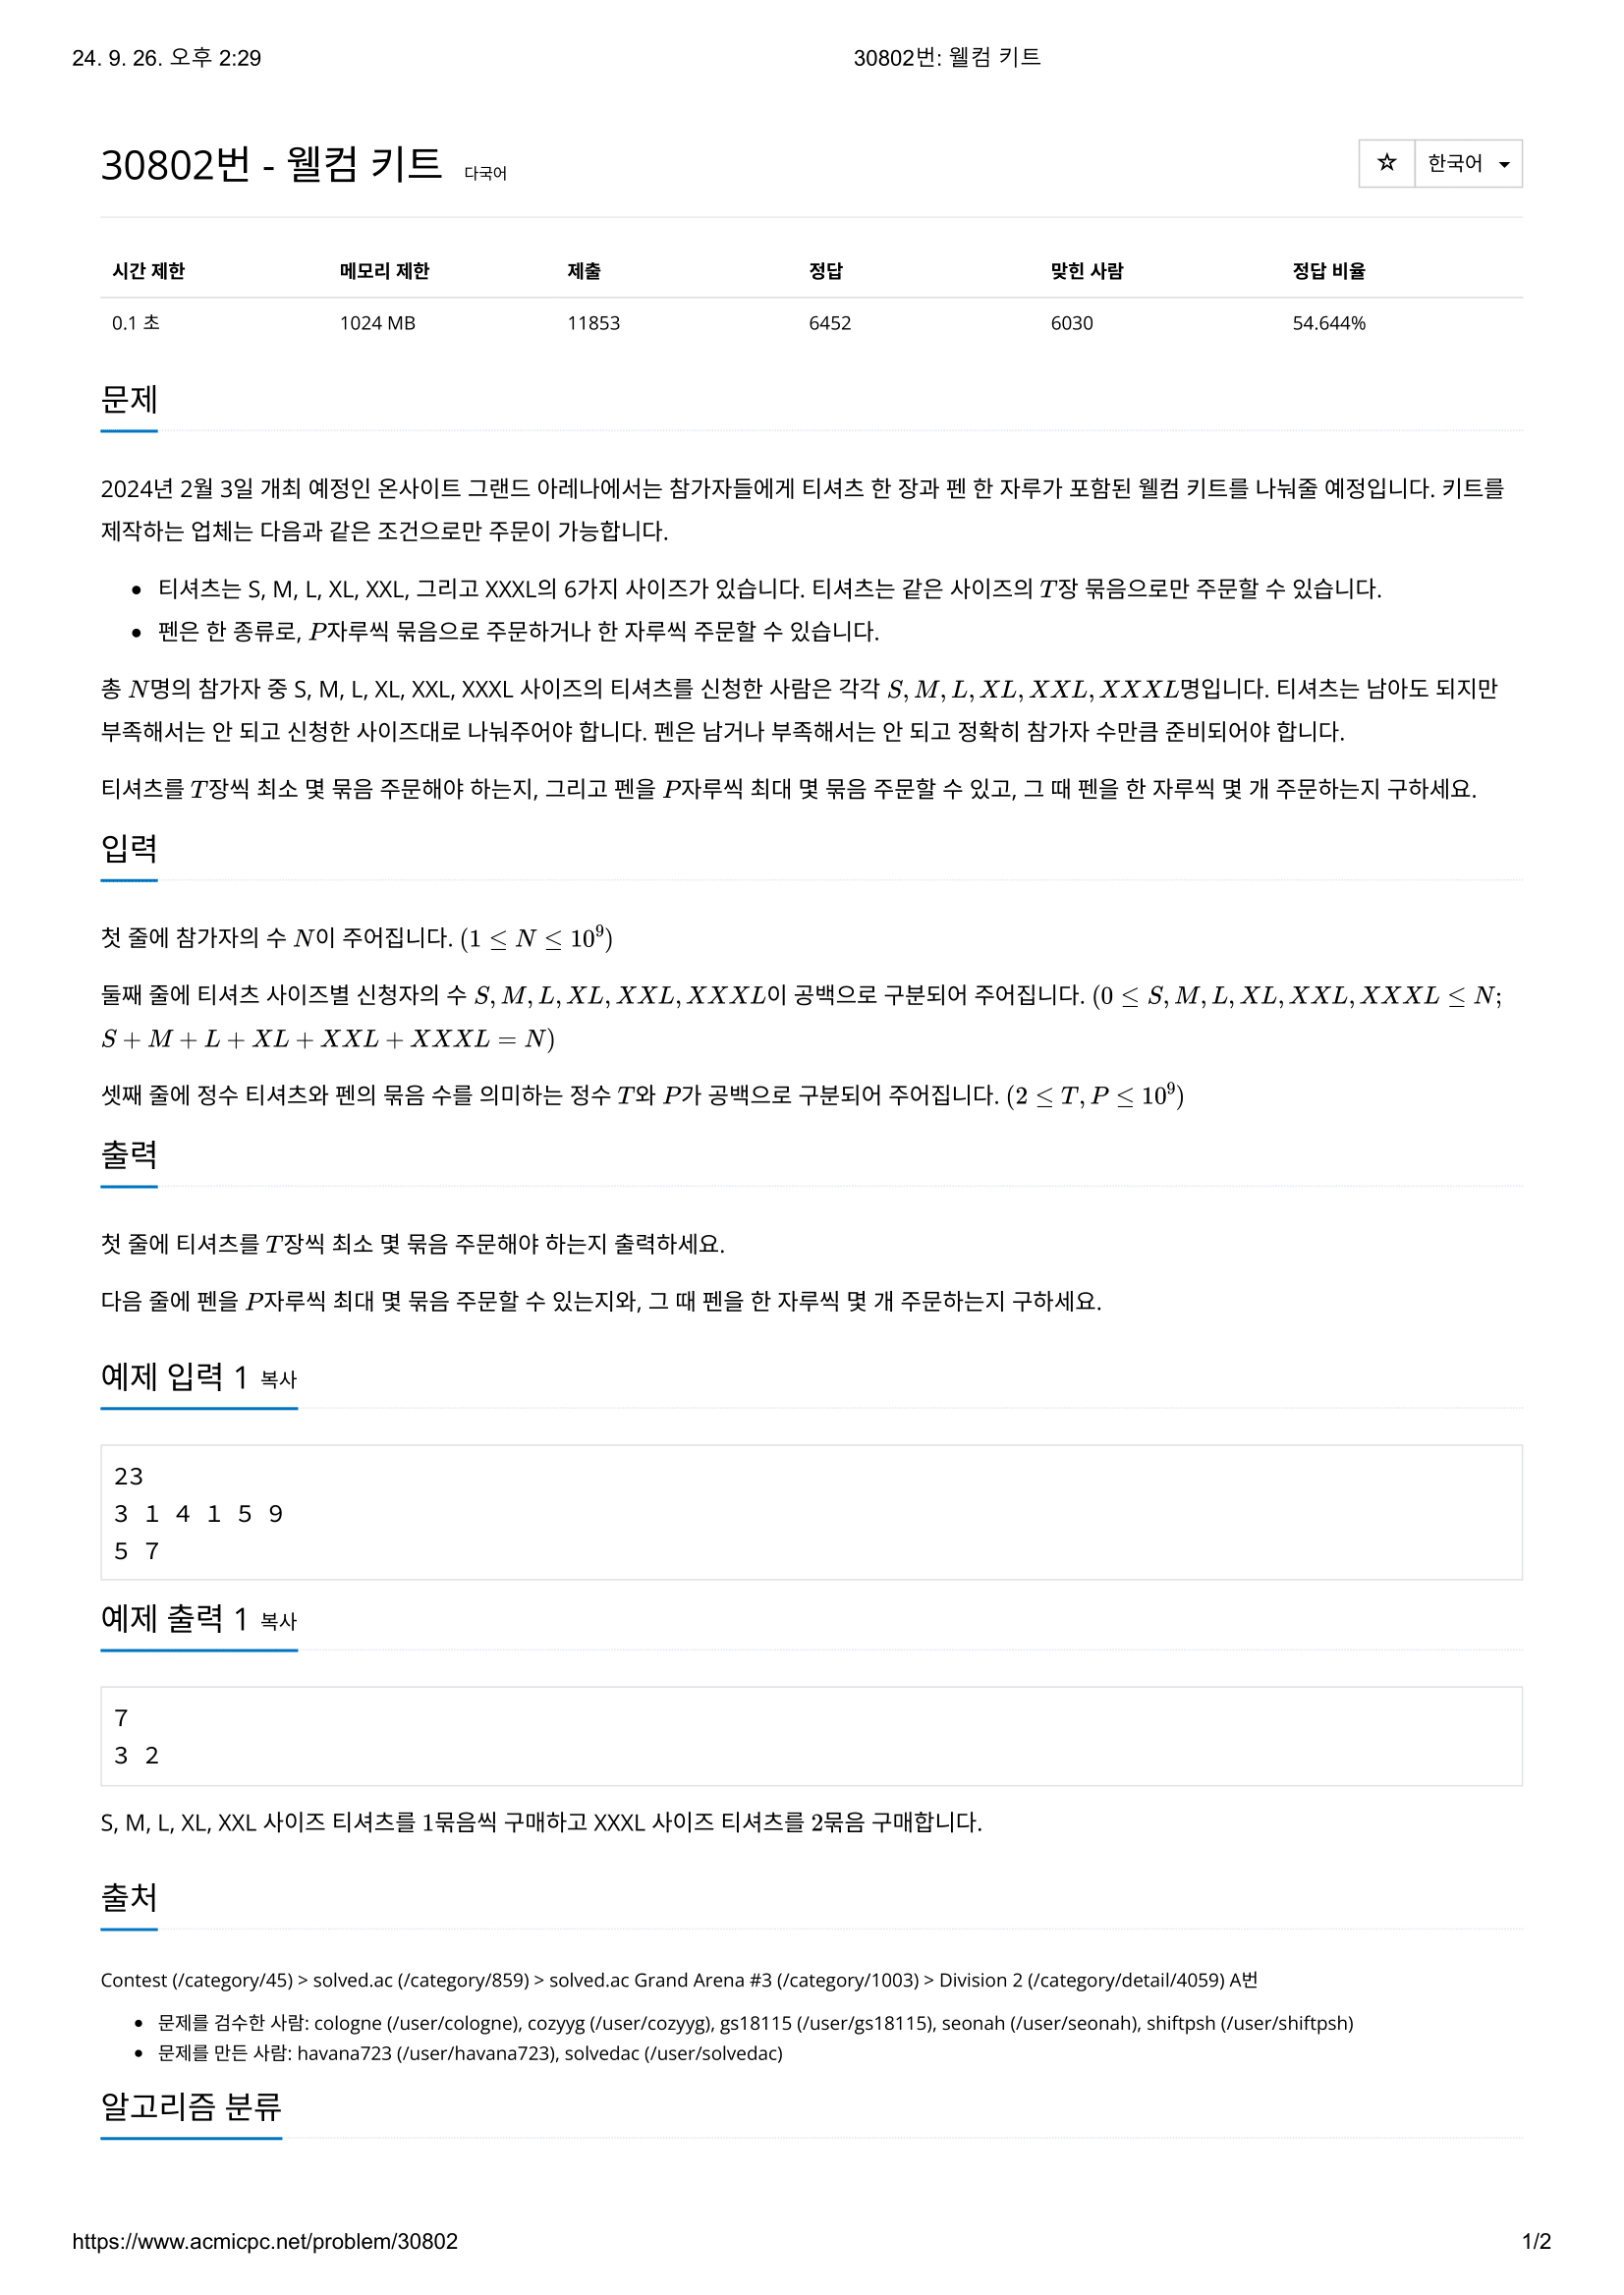 24. 9. 26. 오후 2:29
30802번: 웰컴 키트
30802번 - 웰컴 키트 다국어
☆ 한국어
시간 제한 메모리 제한 제출 정답 맞힌 사람 정답 비율
0.1 초 1024 MB 11853 6452 6030 54.644%
문제
2024년 2월 3일 개최 예정인 온사이트 그랜드 아레나에서는 참가자들에게 티셔츠 한 장과 펜 한 자루가 포함된 웰컴 키트를 나눠줄 예정입니다. 키트를
제작하는 업체는 다음과 같은 조건으로만 주문이 가능합니다.
• 티셔츠는 S, M, L, XL, XXL, 그리고 XXXL의 6가지 사이즈가 있습니다. 티셔츠는 같은 사이즈의 T장 묶음으로만 주문할 수 있습니다.
• 펜은 한 종류로, P자루씩 묶음으로 주문하거나 한 자루씩 주문할 수 있습니다.
총 N명의 참가자 중 S, M, L, XL, XXL, XXXL 사이즈의 티셔츠를 신청한 사람은 각각 S, M, L, XL, XXL, XXXL명입니다. 티셔츠는 남아도 되지만
부족해서는 안 되고 신청한 사이즈대로 나눠주어야 합니다. 펜은 남거나 부족해서는 안 되고 정확히 참가자 수만큼 준비되어야 합니다.
티셔츠를 T장씩 최소 몇 묶음 주문해야 하는지, 그리고 펜을 P자루씩 최대 몇 묶음 주문할 수 있고, 그 때 펜을 한 자루씩 몇 개 주문하는지 구하세요.
입력
첫 줄에 참가자의 수 N이 주어집니다. (1 ≤ N ≤ 10⁹)
둘째 줄에 티셔츠 사이즈별 신청자의 수 S, M, L, XL, XXL, XXXL이 공백으로 구분되어 주어집니다. (0 ≤ S, M, L, XL, XXL, XXXL ≤ N;
S + M + L + XL + XXL + XXXL = N)
셋째 줄에 정수 티셔츠와 펜의 묶음 수를 의미하는 정수 T와 P가 공백으로 구분되어 주어집니다. (2 ≤ T, P ≤ 10⁹)
출력
첫 줄에 티셔츠를 T장씩 최소 몇 묶음 주문해야 하는지 출력하세요.
다음 줄에 펜을 P자루씩 최대 몇 묶음 주문할 수 있는지와, 그 때 펜을 한 자루씩 몇 개 주문하는지 구하세요.
예제 입력 1 복사
23
3 1 4 1 5 9
5 7
예제 출력 1 복사
7
3 2
S, M, L, XL, XXL 사이즈 티셔츠를 1묶음씩 구매하고 XXXL 사이즈 티셔츠를 2묶음 구매합니다.
출처
Contest (/category/45) > solved.ac (/category/859) > solved.ac Grand Arena #3 (/category/1003) > Division 2 (/category/detail/4059) A번
• 문제를 검수한 사람: cologne (/user/cologne), cozyyg (/user/cozyyg), gs18115 (/user/gs18115), seonah (/user/seonah), shiftpsh (/user/shiftpsh)
• 문제를 만든 사람: havana723 (/user/havana723), solvedac (/user/solvedac)
알고리즘 분류
https://www.acmicpc.net/problem/30802
1/2